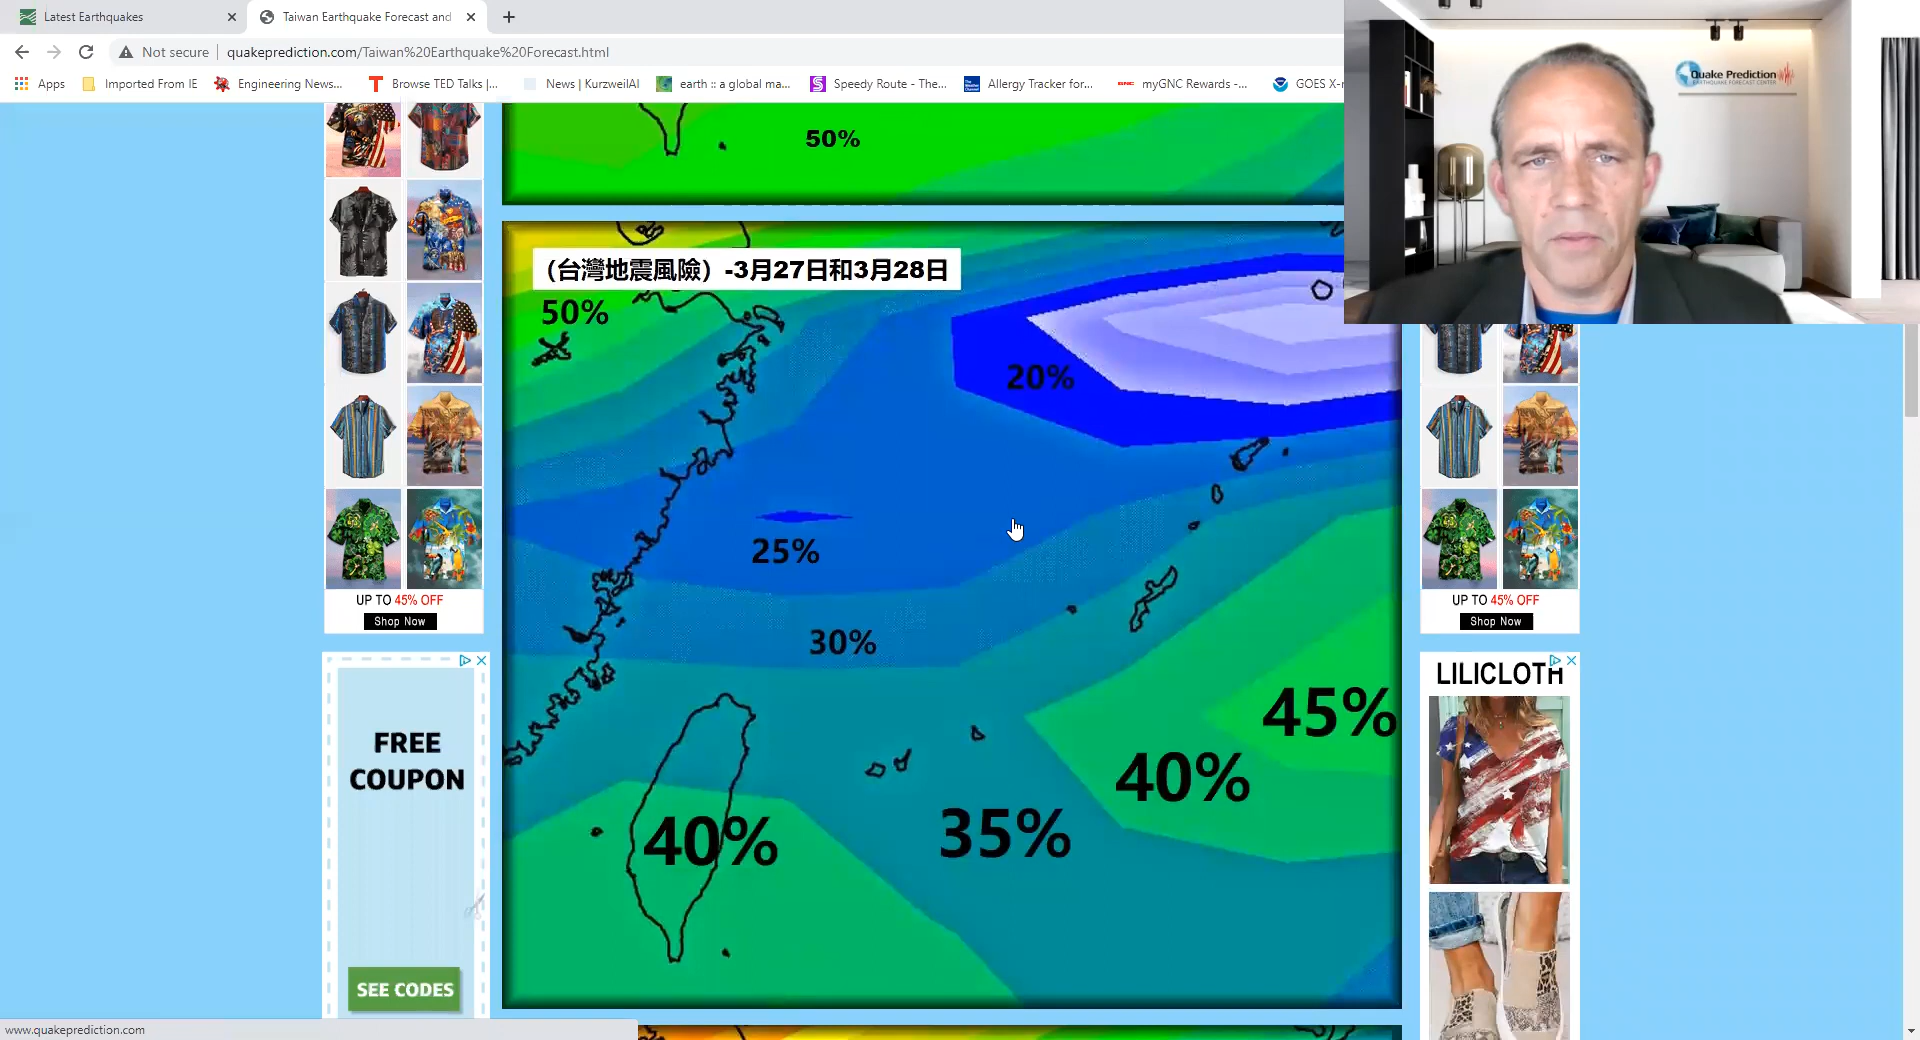 Latest Earthquakes
Taiwan Earthquake Forecast and
Not secure
quakeprediction.com/Taiwan%20Earthquake%20Forecast.html
Apps
Imported From IE
Engineering News...
Browse TED Talks |...
News | KurzweilAI
earth :: a global ma...
Speedy Route - The...
Allergy Tracker for...
GNC
myGNC Rewards -...
GOES X-r
Quake Prediction
EARTHQUAKE FORECAST CENTER
50%
(台灣地震風險) -3月27日和3月28日
50%
20%
25%
30%
45%
40%
35%
40%
UP TO 45% OFF
Shop Now
UP TO 45% OFF
Shop Now
FREE
COUPON
SEE CODES
LILICLOTH
www.quakeprediction.com